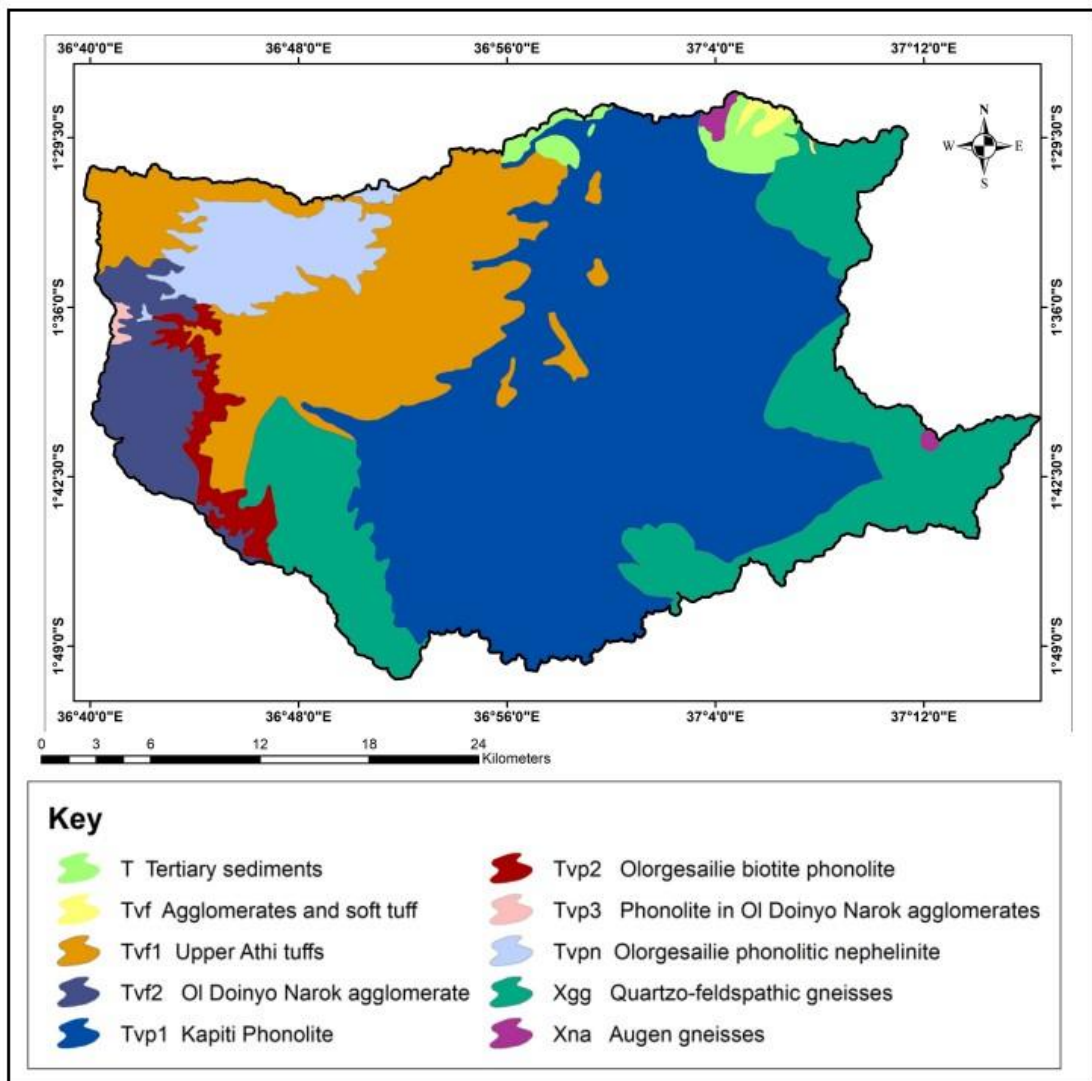 36°40'0"E 36°48'0"E 36°56'0"E 37°4'0"E 37°12'0"E
N
W E
S
1°29'30"S 1°29'30"S
1°36'0"S 1°36'0"S
1°42'30"S 1°42'30"S
1°49'0"S 1°49'0"S
36°40'0"E 36°48'0"E 36°56'0"E 37°4'0"E 37°12'0"E
0 3 6 12 18 24
Kilometers
Key
T Tertiary sediments
Tvf Agglomerates and soft tuff
Tvf1 Upper Athi tuffs
Tvf2 Ol Doinyo Narok agglomerate
Tvp1 Kapiti Phonolite
Tvp2 Olorgesailie biotite phonolite
Tvp3 Phonolite in Ol Doinyo Narok agglomerates
Tvpn Olorgesailie phonolitic nephelinite
Xgg Quartzo-feldspathic gneisses
Xna Augen gneisses